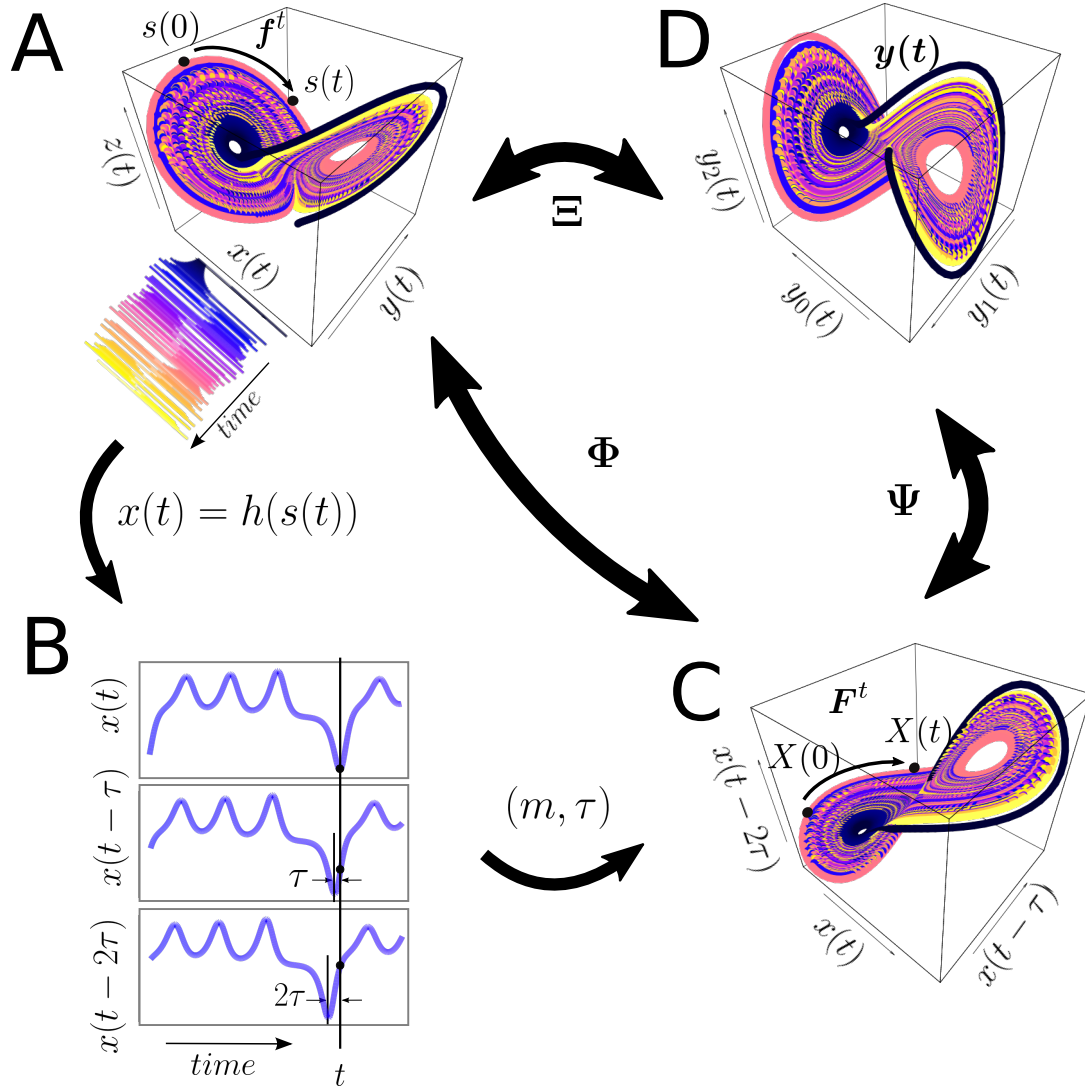 A
s(0)
f^t
s(t)
z(t)
x(t)
y(t)
time
D
y(t)
y_2(t)
y_0(t)
y_1(t)
Ξ
Φ
Ψ
x(t) = h(s(t))
B
x(t)
x(t − τ)
τ
x(t − 2τ)
2τ
time
t
(m, τ)
C
F^t
X(0)
X(t)
x(t − 2τ)
x(t)
x(t − τ)